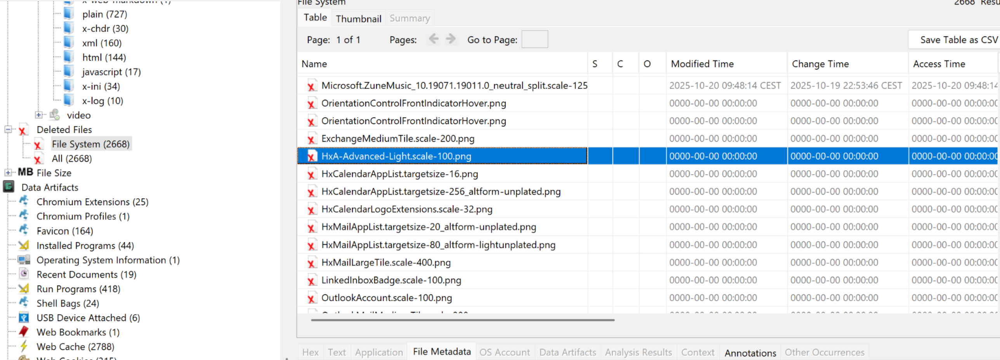 x-web-markdown (1)
plain (727)
x-chdr (30)
xml (160)
html (144)
javascript (17)
x-ini (34)
x-log (10)
video
Deleted Files
File System (2668)
All (2668)
MB File Size
Data Artifacts
Chromium Extensions (25)
Chromium Profiles (1)
Favicon (164)
Installed Programs (44)
Operating System Information (1)
Recent Documents (19)
Run Programs (418)
Shell Bags (24)
USB Device Attached (6)
Web Bookmarks (1)
Web Cache (2788)
File System 2668 Resu
Table Thumbnail Summary
Page: 1 of 1 Pages: Go to Page: Save Table as CSV
Name S C O Modified Time Change Time Access Time
Microsoft.ZuneMusic_10.19071.19011.0_neutral_split.scale-125 2025-10-20 09:48:14 CEST 2025-10-19 22:53:46 CEST 2025-10-20 09:48:14
OrientationControlFrontIndicatorHover.png 0000-00-00 00:00:00 0000-00-00 00:00:00 0000-00-00 00:00:00
OrientationControlFrontIndicatorHover.png 0000-00-00 00:00:00 0000-00-00 00:00:00 0000-00-00 00:00:00
ExchangeMediumTile.scale-200.png 0000-00-00 00:00:00 0000-00-00 00:00:00 0000-00-00 00:00:00
HxA-Advanced-Light.scale-100.png 0000-00-00 00:00:00 0000-00-00 00:00:00 0000-00-00 00:00:00
HxCalendarAppList.targetsize-16.png 0000-00-00 00:00:00 0000-00-00 00:00:00 0000-00-00 00:00:00
HxCalendarAppList.targetsize-256_altform-unplated.png 0000-00-00 00:00:00 0000-00-00 00:00:00 0000-00-00 00:00:00
HxCalendarLogoExtensions.scale-32.png 0000-00-00 00:00:00 0000-00-00 00:00:00 0000-00-00 00:00:00
HxMailAppList.targetsize-20_altform-unplated.png 0000-00-00 00:00:00 0000-00-00 00:00:00 0000-00-00 00:00:00
HxMailAppList.targetsize-80_altform-lightunplated.png 0000-00-00 00:00:00 0000-00-00 00:00:00 0000-00-00 00:00:00
HxMailLargeTile.scale-400.png 0000-00-00 00:00:00 0000-00-00 00:00:00 0000-00-00 00:00:00
LinkedInboxBadge.scale-100.png 0000-00-00 00:00:00 0000-00-00 00:00:00 0000-00-00 00:00:00
OutlookAccount.scale-100.png 0000-00-00 00:00:00 0000-00-00 00:00:00 0000-00-00 00:00:00
Hex Text Application File Metadata OS Account Data Artifacts Analysis Results Context Annotations Other Occurrences